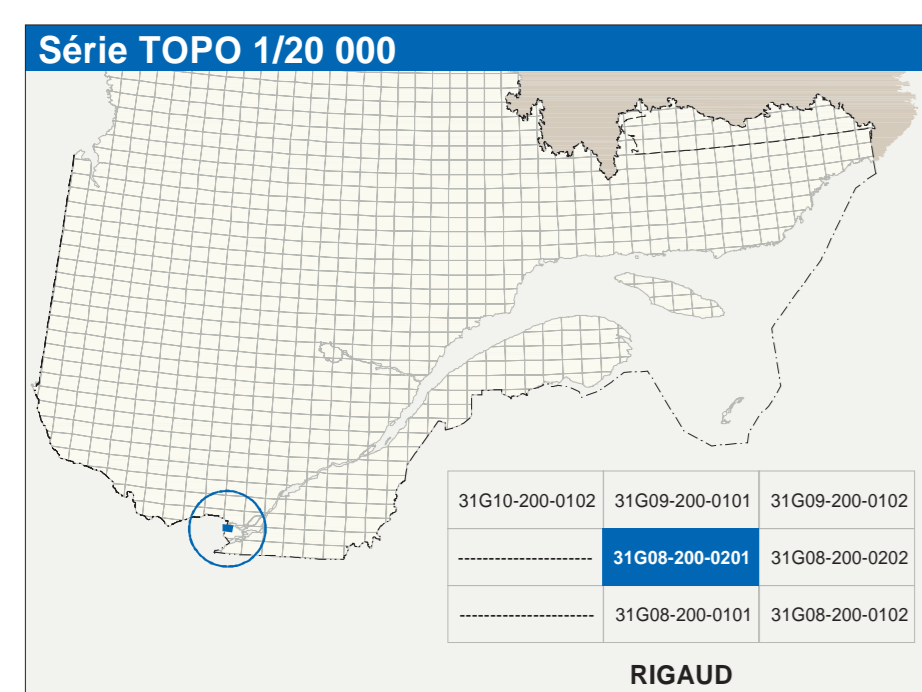 Série TOPO 1/20 000
31G10-200-0102 31G09-200-0101 31G09-200-0102
---------------------- 31G08-200-0201 31G08-200-0202
---------------------- 31G08-200-0101 31G08-200-0102
RIGAUD